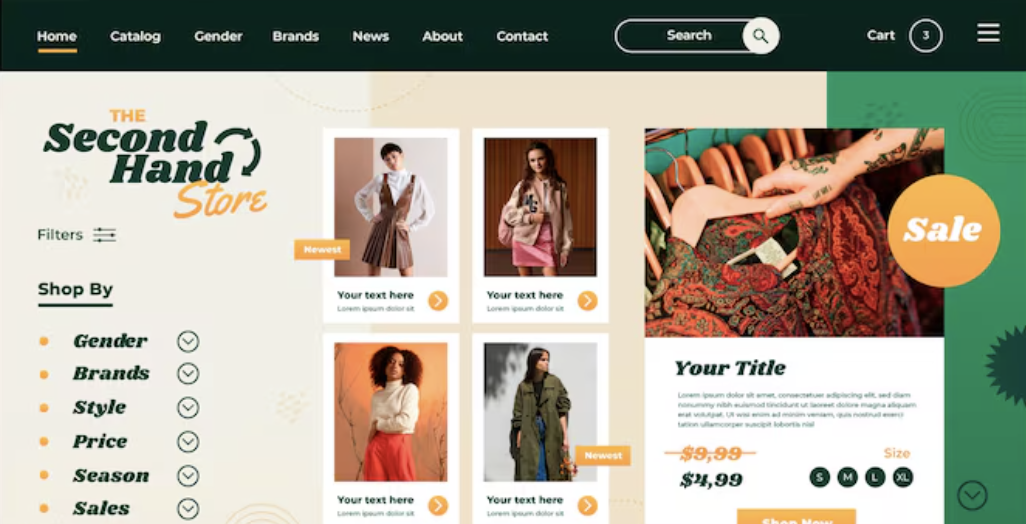 Home Catalog Gender Brands News About Contact Search Cart 3
THE
Second
Hand
Store
Filters
Shop By
Gender
Brands
Style
Price
Season
Sales
Newest
Your text here
Lorem ipsum dolor sit
Your text here
Lorem ipsum dolor sit
Your text here
Lorem ipsum dolor sit
Newest
Your text here
Lorem ipsum dolor sit
Sale
Your Title
Lorem ipsum dolor sit amet, consectetuer adipiscing elit, sed diam
nonummy nibh euismod tincidunt ut laoreet dolore magna aliquam
erat volutpat. Ut wisi enim ad minim veniam, quis nostrud exerci
tation ullamcorper suscipit lobortis nisl
$9,99
$4,99
Size
S M L XL
Shop Now